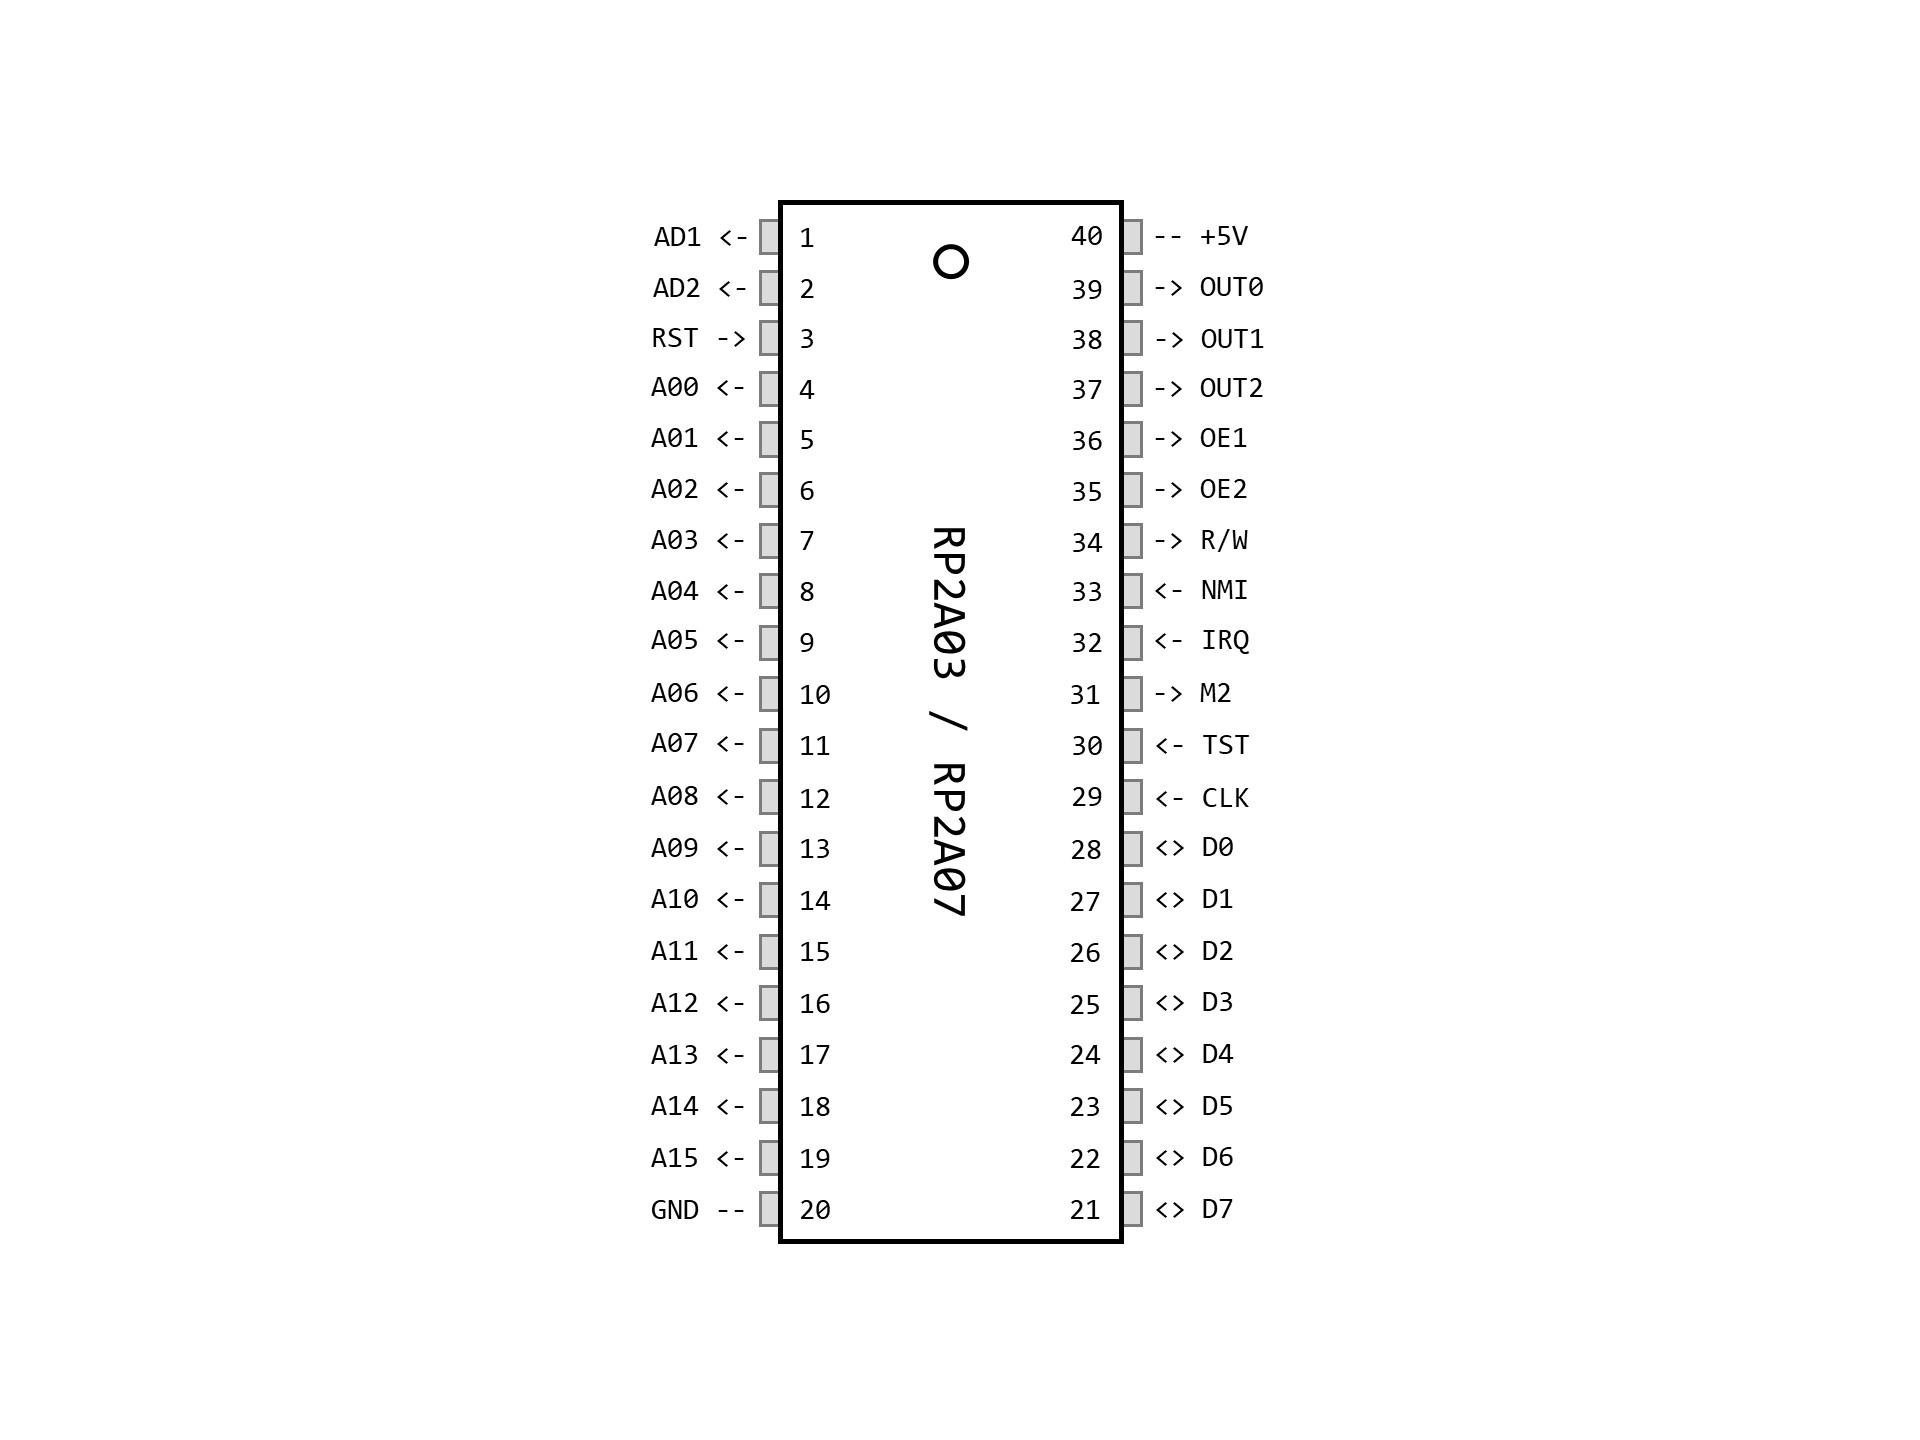 AD1 <- 1 40 -- +5V
AD2 <- 2 39 -> OUT0
RST -> 3 38 -> OUT1
A00 <- 4 37 -> OUT2
A01 <- 5 36 -> OE1
A02 <- 6 35 -> OE2
A03 <- 7 34 -> R/W
A04 <- 8 33 <- NMI
A05 <- 9 32 <- IRQ
A06 <- 10 31 -> M2
A07 <- 11 30 <- TST
A08 <- 12 29 <- CLK
A09 <- 13 28 <> D0
A10 <- 14 27 <> D1
A11 <- 15 26 <> D2
A12 <- 16 25 <> D3
A13 <- 17 24 <> D4
A14 <- 18 23 <> D5
A15 <- 19 22 <> D6
GND -- 20 21 <> D7
RP2A03 / RP2A07